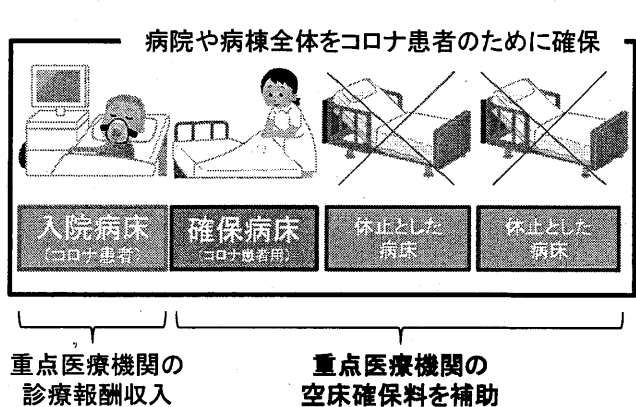 病院や病棟全体をコロナ患者のために確保
入院病床
(コロナ患者)
確保病床
(コロナ患者用)
休止とした
病床
休止とした
病床
重点医療機関の
診療報酬収入
重点医療機関の
空床確保料を補助